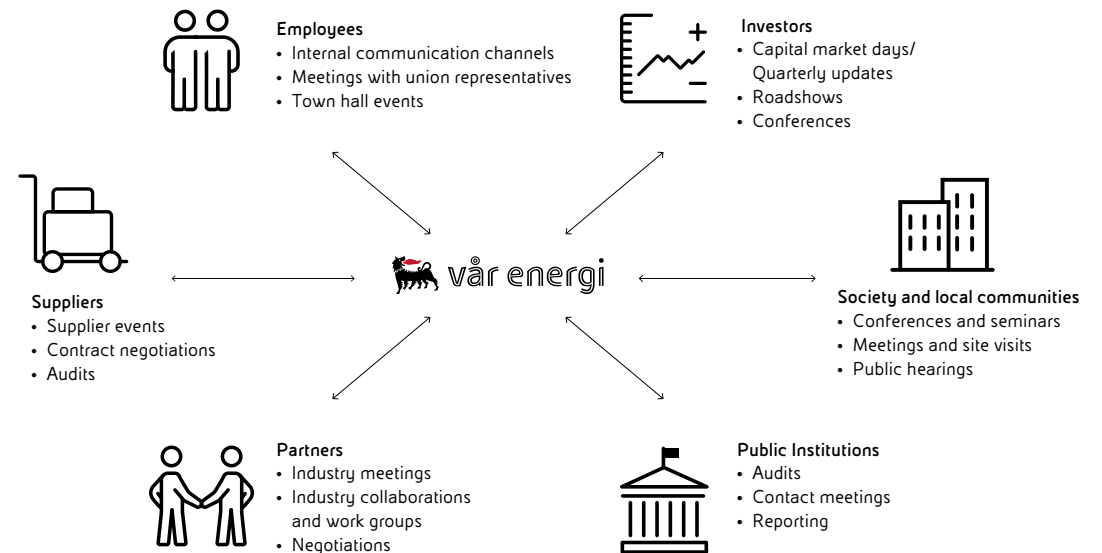 Employees
• Internal communication channels
• Meetings with union representatives
• Town hall events
Investors
• Capital market days/
Quarterly updates
• Roadshows
• Conferences
vår energi
Suppliers
• Supplier events
• Contract negotiations
• Audits
Society and local communities
• Conferences and seminars
• Meetings and site visits
• Public hearings
Partners
• Industry meetings
• Industry collaborations
and work groups
• Negotiations
Public Institutions
• Audits
• Contact meetings
• Reporting